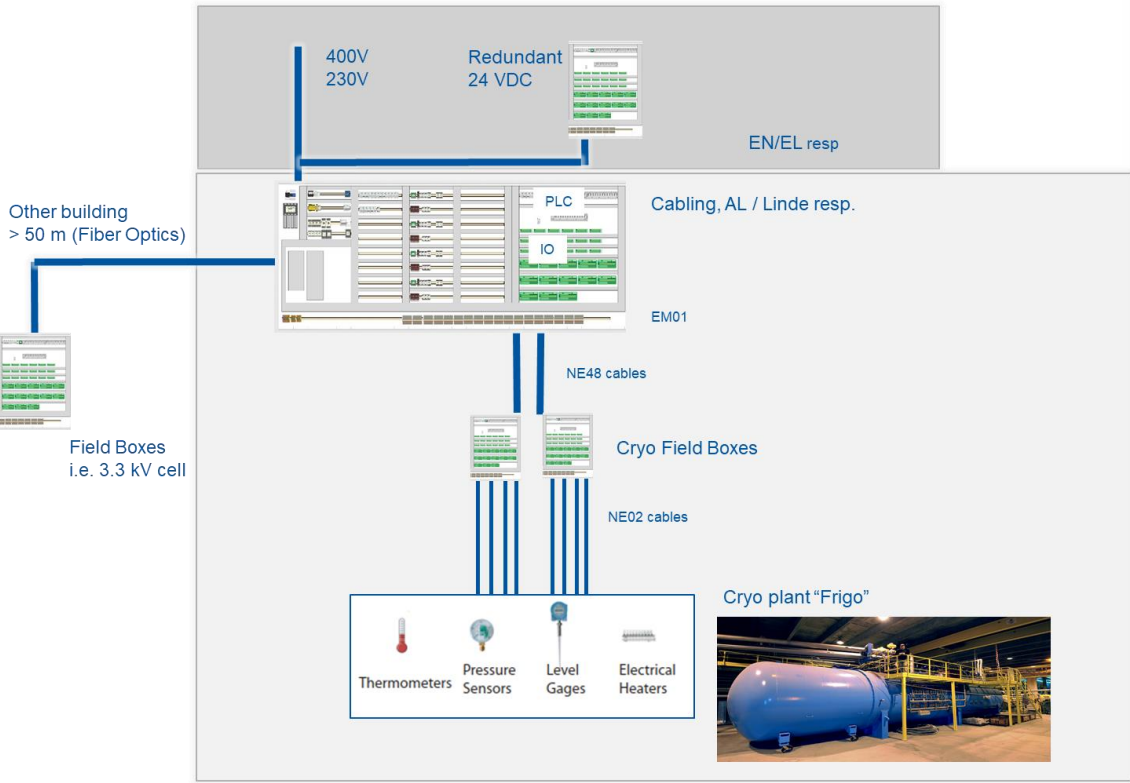 400V
230V
Redundant
24 VDC
EN/EL resp
Other building
> 50 m (Fiber Optics)
PLC
IO
Cabling, AL / Linde resp.
EM01
NE48 cables
Field Boxes
i.e. 3.3 kV cell
Cryo Field Boxes
NE02 cables
Cryo plant “Frigo”
Thermometers
Pressure
Sensors
Level
Gages
Electrical
Heaters